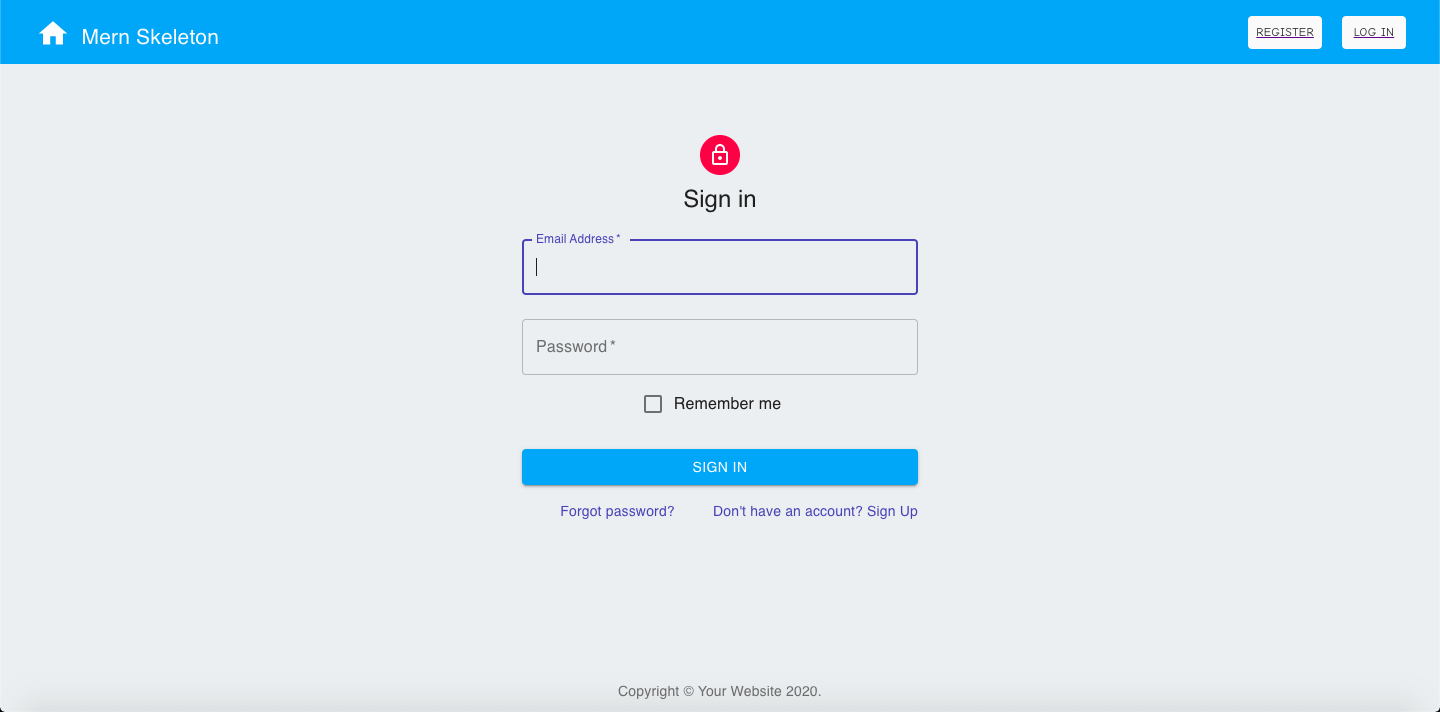 Mern Skeleton
REGISTER
LOG IN
Sign in
Email Address *
Password *
Remember me
SIGN IN
Forgot password?
Don't have an account? Sign Up
Copyright © Your Website 2020.